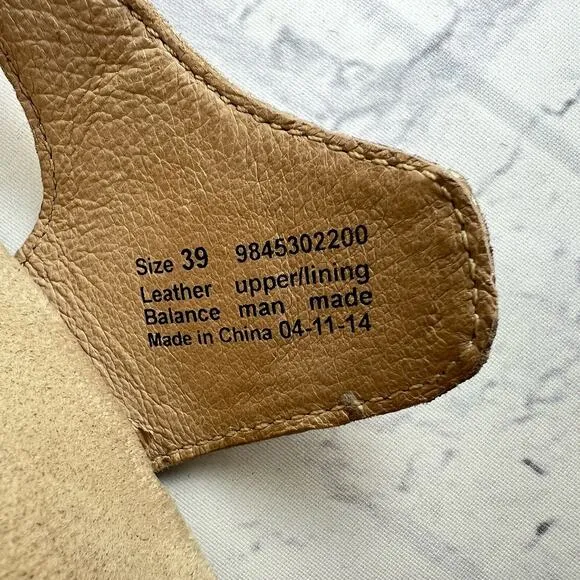 Size 39 9845302200
Leather upper/lining
Balance man made
Made in China 04-11-14